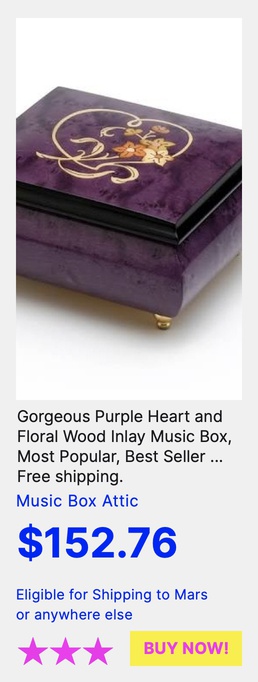 Gorgeous Purple Heart and
Floral Wood Inlay Music Box,
Most Popular, Best Seller ...
Free shipping.
Music Box Attic
$152.76
Eligible for Shipping to Mars
or anywhere else
BUY NOW!